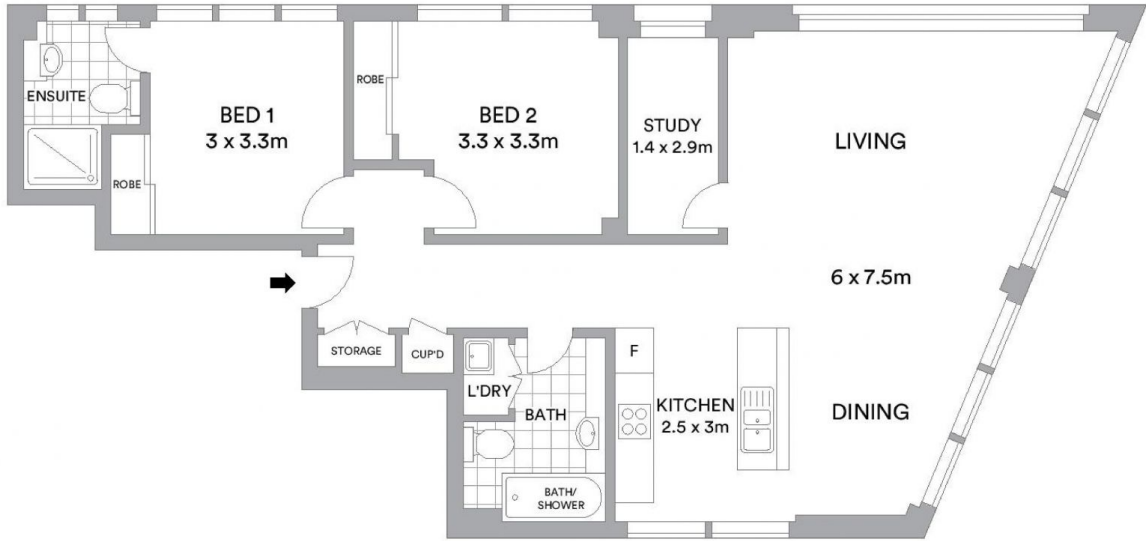 ENSUITE
BED 1
3 x 3.3m
ROBE
ROBE
BED 2
3.3 x 3.3m
STUDY
1.4 x 2.9m
LIVING
6 x 7.5m
STORAGE
CUP'D
L'DRY
BATH
BATH/
SHOWER
F
KITCHEN
2.5 x 3m
DINING